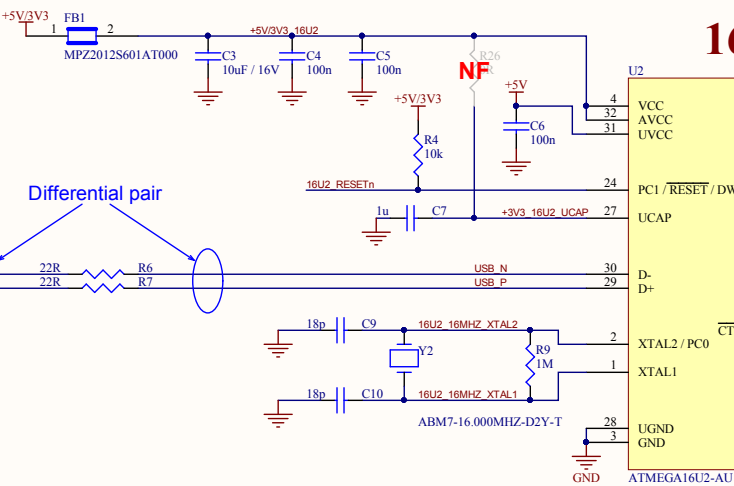 +5V/3V3
FB1
1
2
MPZ2012S601AT000
+5V/3V3_16U2
C3
10uF / 16V
C4
100n
C5
100n
R26
NF
16
U2
+5V
+5V/3V3
C6
100n
R4
10k
4
VCC
32
AVCC
31
UVCC
16U2_RESETn
24
PC1 / RESET / DW
Differential pair
1u
C7
+3V3_16U2_UCAP
27
UCAP
22R
R6
USB_N
30
D-
22R
R7
USB_P
29
D+
18p
C9
16U2_16MHZ_XTAL2
2
XTAL2 / PC0
CT
Y2
R9
1M
1
XTAL1
18p
C10
16U2_16MHZ_XTAL1
ABM7-16.000MHZ-D2Y-T
28
UGND
3
GND
GND
ATMEGA16U2-AU